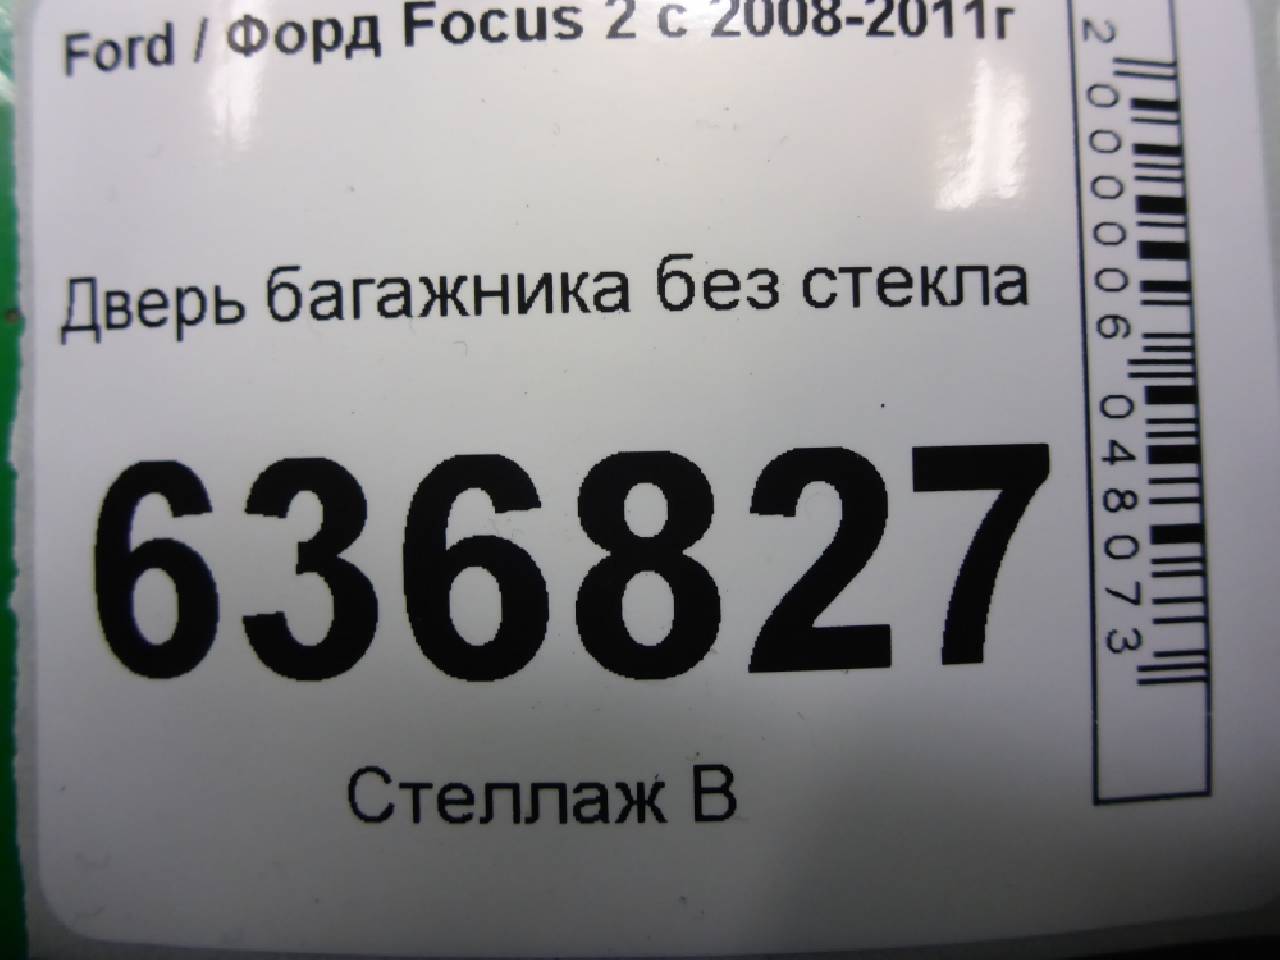 Ford / Форд Focus 2 с 2008-2011г
Дверь багажника без стекла
636827
Стеллаж В
2000006048073